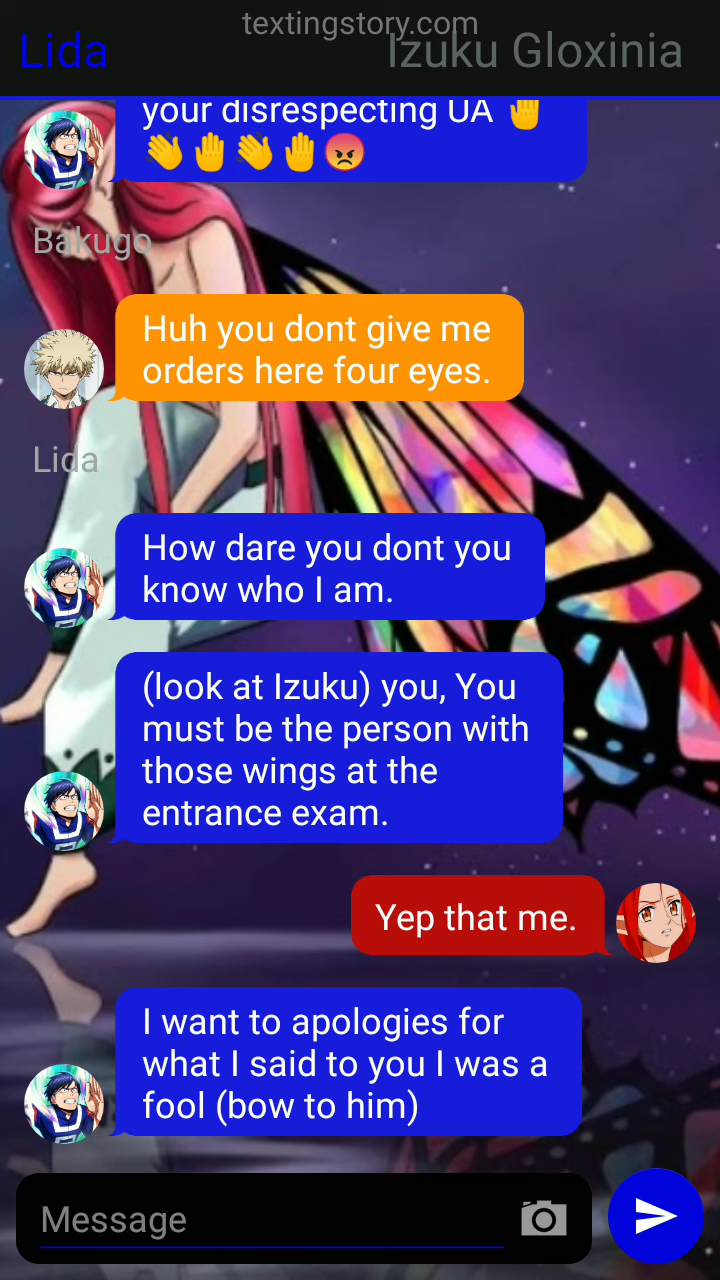 textingstory.com
Lida
Izuku Gloxinia
your disrespecting UA 🤚
👋🤚👋🤚😡
Bakugo
Huh you dont give me
orders here four eyes.
Lida
How dare you dont you
know who I am.
(look at Izuku) you, You
must be the person with
those wings at the
entrance exam.
Yep that me.
I want to apologies for
what I said to you I was a
fool (bow to him)
Message